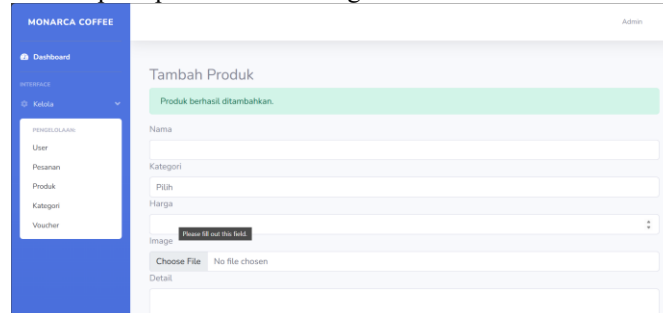 MONARCA COFFEE
Admin
Dashboard
Tambah Produk
INTERFACE
Produk berhasil ditambahkan.
Kelola
Nama
PENGELOLAAN:
User
Pesanan
Kategori
Produk
Pilih
Kategori
Harga
Voucher
Please fill out this field.
Image
Choose File No file chosen
Detail